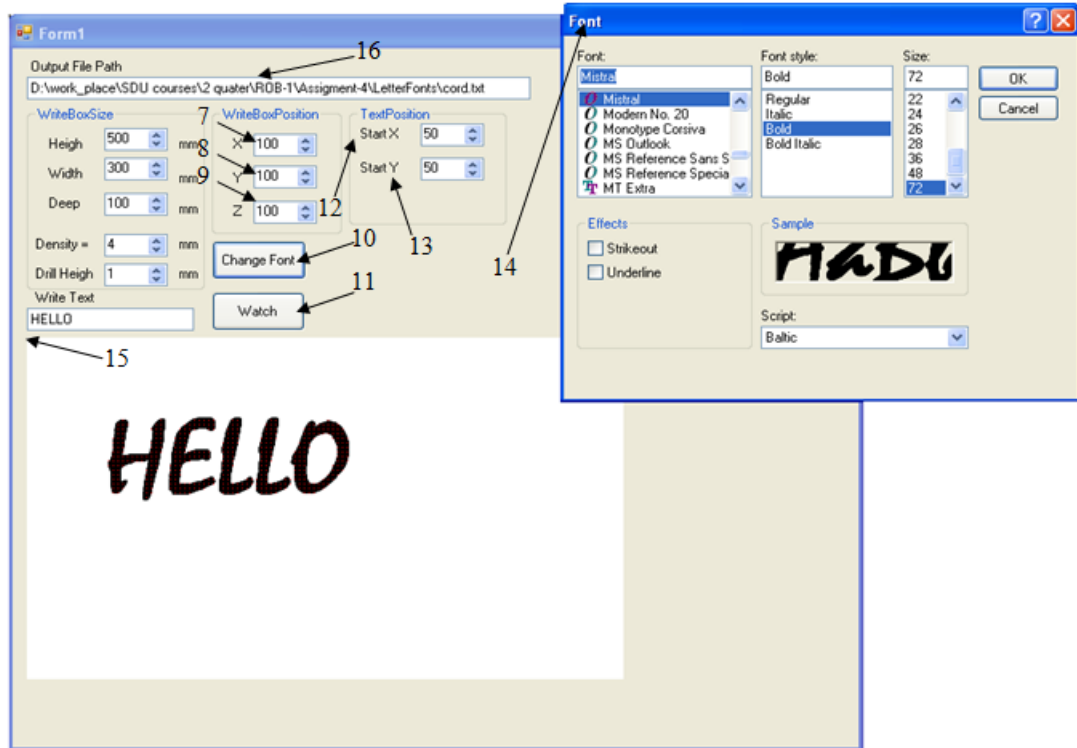 Form1
16
Output File Path
D:\work_place\SDU courses\2 quater\ROB-1\Assigment-4\LetterFonts\cord.txt
WriteBoxSize
Heigh 500 mm
Width 300 mm
Deep 100 mm
Density = 4 mm
Drill Heigh 1 mm
WriteBoxPosition
7 X 100
8 Y 100
9 Z 100
TextPosition
Start X 50
Start Y 50
12
13
Change Font
10
Watch
11
Write Text
HELLO
15
HELLO
Font
14
Font:
Mistral
Mistral
Modern No. 20
Monotype Corsiva
MS Outlook
MS Reference Sans S
MS Reference Specia
MT Extra
Font style:
Bold
Regular
Italic
Bold
Bold Italic
Size:
72
22
24
26
28
36
48
72
OK
Cancel
Effects
Strikeout
Underline
Sample
Script:
Baltic